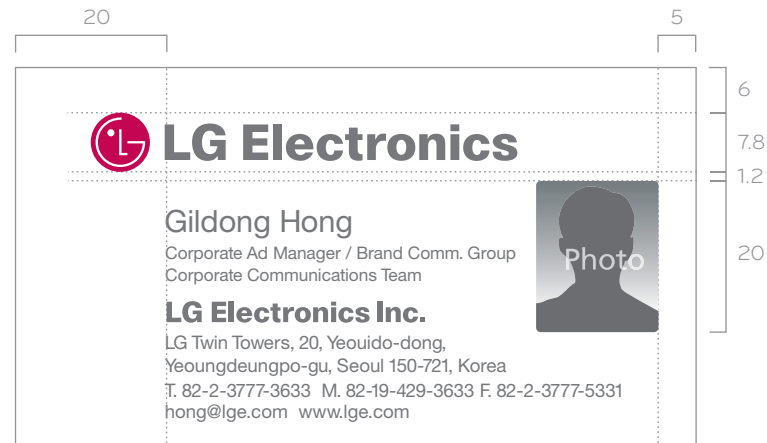 20 5
6
LG LG Electronics
7.8
1.2
Gildong Hong
Corporate Ad Manager / Brand Comm. Group
Photo
20
Corporate Communications Team
LG Electronics Inc.
LG Twin Towers, 20, Yeouido-dong,
Yeoungdeungpo-gu, Seoul 150-721, Korea
T. 82-2-3777-3633 M. 82-19-429-3633 F. 82-2-3777-5331
hong@lge.com www.lge.com